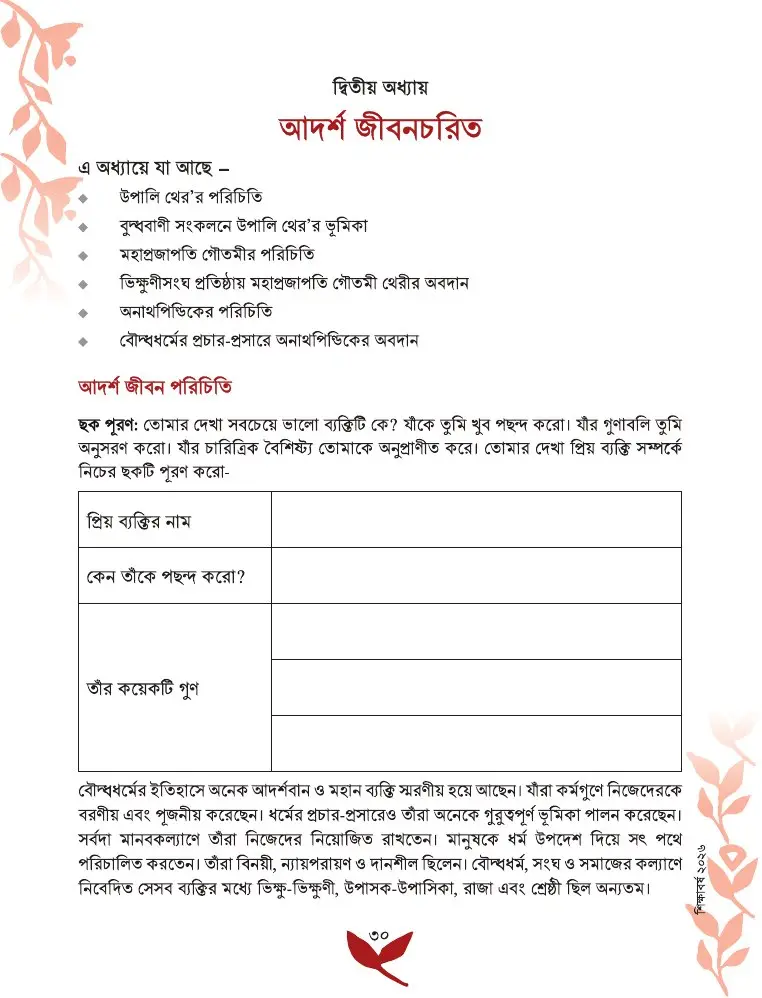 দ্বিতীয় অধ্যায়
আদর্শ জীবনচরিত
এ অধ্যায়ে যা আছে –
◆ উপালি থের'র পরিচিতি
◆ বুদ্ধবাণী সংকলনে উপালি থের'র ভূমিকা
◆ মহাপ্রজাপতি গৌতমীর পরিচিতি
◆ ভিক্ষুণীসংঘ প্রতিষ্ঠায় মহাপ্রজাপতি গৌতমী থেরীর অবদান
◆ অনাথপিন্ডিকের পরিচিতি
◆ বৌদ্ধধর্মের প্রচার-প্রসারে অনাথপিন্ডিকের অবদান
আদর্শ জীবন পরিচিতি
ছক পূরণ: তোমার দেখা সবচেয়ে ভালো ব্যক্তিটি কে? যাঁকে তুমি খুব পছন্দ করো। যাঁর গুণাবলি তুমি
অনুসরণ করো। যাঁর চারিত্রিক বৈশিষ্ট্য তোমাকে অনুপ্রাণীত করে। তোমার দেখা প্রিয় ব্যক্তি সম্পর্কে
নিচের ছকটি পূরণ করো-
প্রিয় ব্যক্তির নাম
কেন তাঁকে পছন্দ করো?
তাঁর কয়েকটি গুণ
বৌদ্ধধর্মের ইতিহাসে অনেক আদর্শবান ও মহান ব্যক্তি স্মরণীয় হয়ে আছেন। যাঁরা কর্মগুণে নিজেদেরকে
বরণীয় এবং পূজনীয় করেছেন। ধর্মের প্রচার-প্রসারেও তাঁরা অনেকে গুরুত্বপূর্ণ ভূমিকা পালন করেছেন।
সর্বদা মানবকল্যাণে তাঁরা নিজেদের নিয়োজিত রাখতেন। মানুষকে ধর্ম উপদেশ দিয়ে সৎ পথে
পরিচালিত করতেন। তাঁরা বিনয়ী, ন্যায়পরায়ণ ও দানশীল ছিলেন। বৌদ্ধধর্ম, সংঘ ও সমাজের কল্যাণে
নিবেদিত সেসব ব্যক্তির মধ্যে ভিক্ষু-ভিক্ষুণী, উপাসক-উপাসিকা, রাজা এবং শ্রেষ্ঠী ছিল অন্যতম।
শিক্ষাবর্ষ ২০২৬
৩০